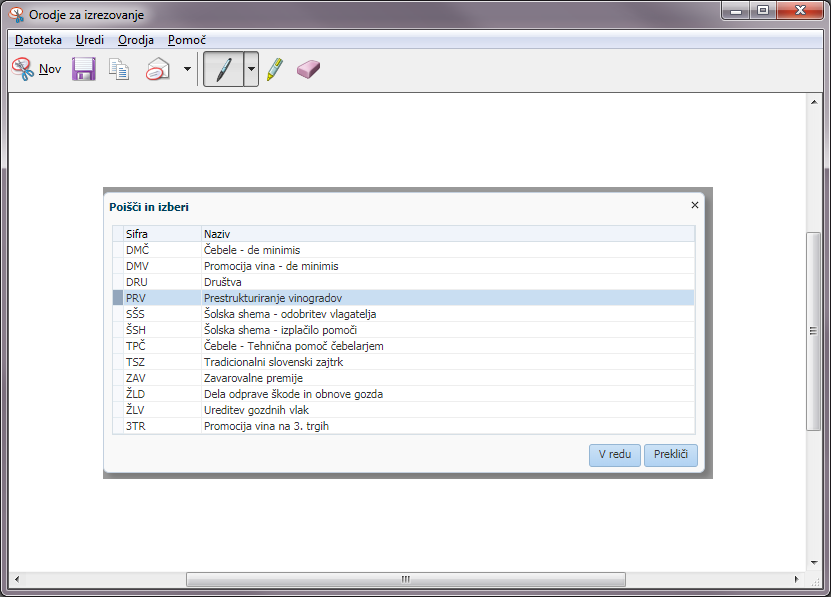 Orodje za izrezovanje
Datoteka Uredi Orodja Pomoč
Nov
Poišči in izberi
Sifra Naziv
DMČ Čebele - de minimis
DMV Promocija vina - de minimis
DRU Društva
PRV Prestrukturiranje vinogradov
SŠS Šolska shema - odobritev vlagatelja
ŠSH Šolska shema - izplačilo pomoči
TPČ Čebele - Tehnična pomoč čebelarjem
TSZ Tradicionalni slovenski zajtrk
ZAV Zavarovalne premije
ŽLD Dela odprave škode in obnove gozda
ŽLV Ureditev gozdnih vlak
3TR Promocija vina na 3. trgih
V redu Prekliči